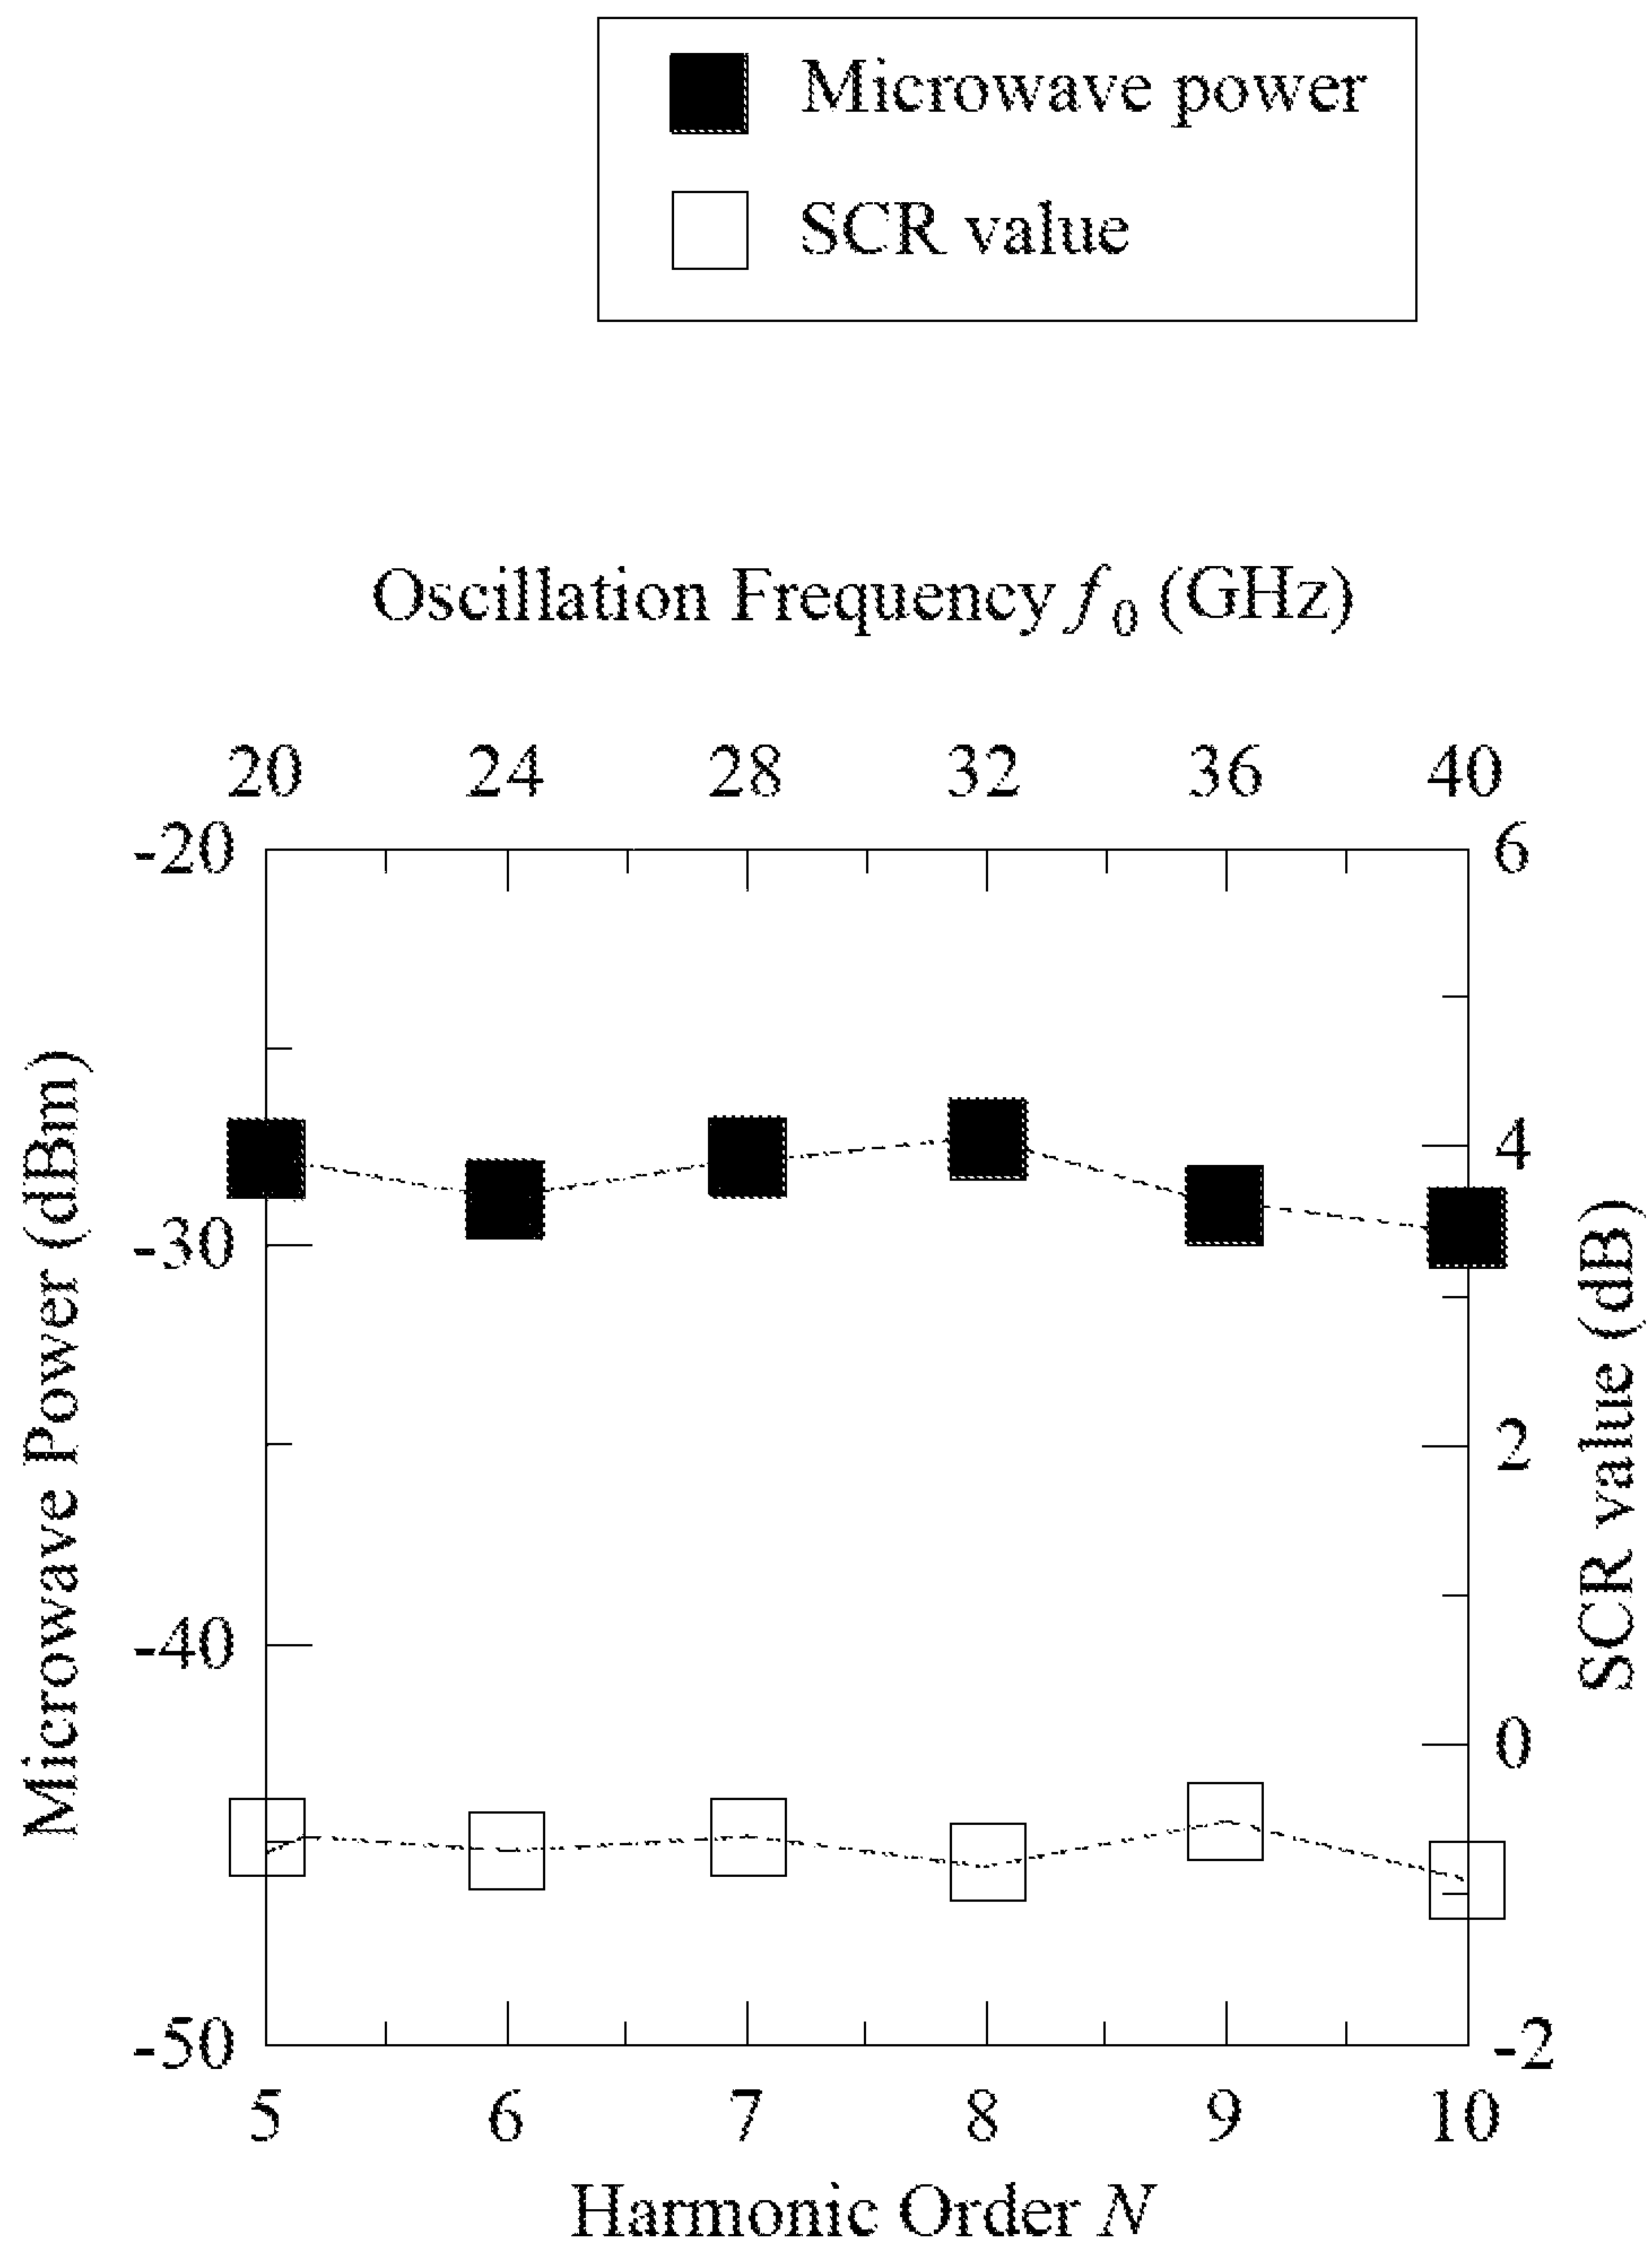 Microwave power
SCR value
Oscillation Frequency f0 (GHz)
20 24 28 32 36 40
-20 6
4
-30
2
-40
0
-50 -2
Microwave Power (dBm)
SCR value (dB)
5 6 7 8 9 10
Harmonic Order N